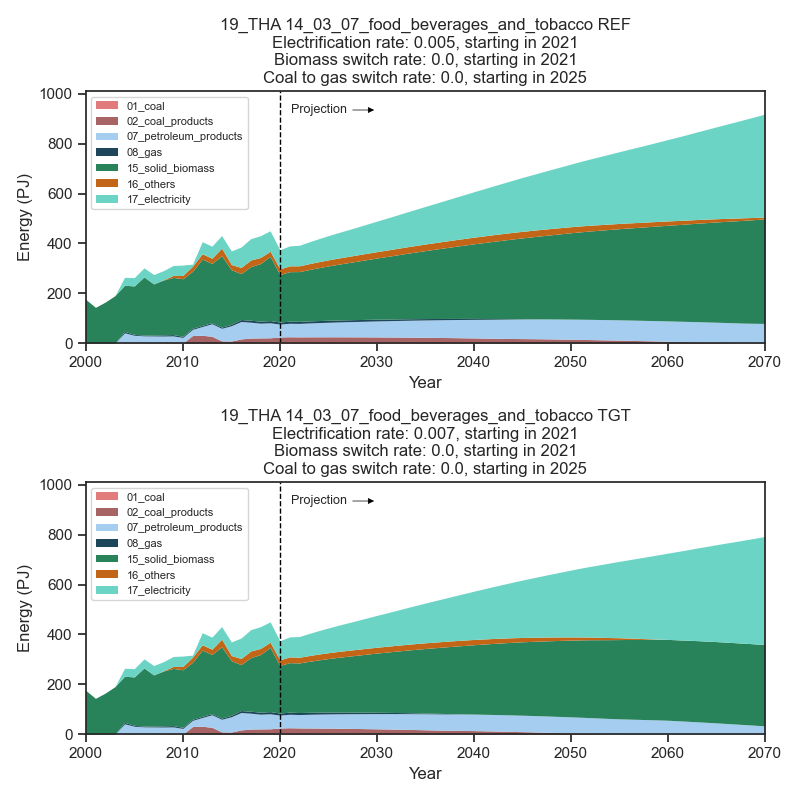 19_THA 14_03_07_food_beverages_and_tobacco REF
Electrification rate: 0.005, starting in 2021
Biomass switch rate: 0.0, starting in 2021
Coal to gas switch rate: 0.0, starting in 2025
1000
800
600
400
200
0
Energy (PJ)
01_coal
02_coal_products
07_petroleum_products
08_gas
15_solid_biomass
16_others
17_electricity
Projection
2000 2010 2020 2030 2040 2050 2060 2070
Year
19_THA 14_03_07_food_beverages_and_tobacco TGT
Electrification rate: 0.007, starting in 2021
Biomass switch rate: 0.0, starting in 2021
Coal to gas switch rate: 0.0, starting in 2025
1000
800
600
400
200
0
Energy (PJ)
01_coal
02_coal_products
07_petroleum_products
08_gas
15_solid_biomass
16_others
17_electricity
Projection
2000 2010 2020 2030 2040 2050 2060 2070
Year